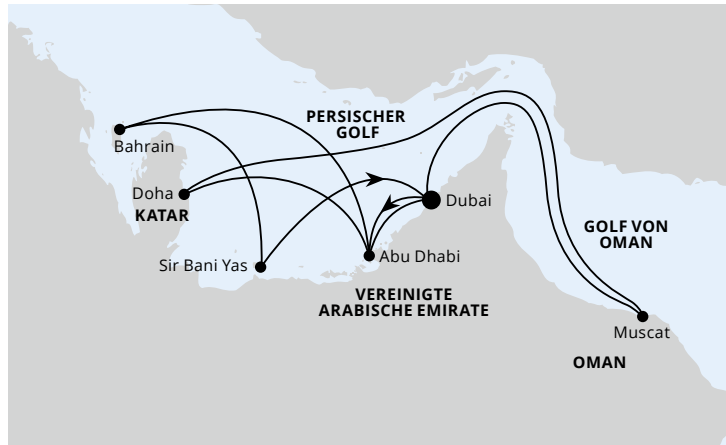 PERSISCHER
GOLF
Bahrain
Doha
KATAR
Dubai
GOLF VON
OMAN
Sir Bani Yas
Abu Dhabi
VEREINIGTE
ARABISCHE EMIRATE
Muscat
OMAN